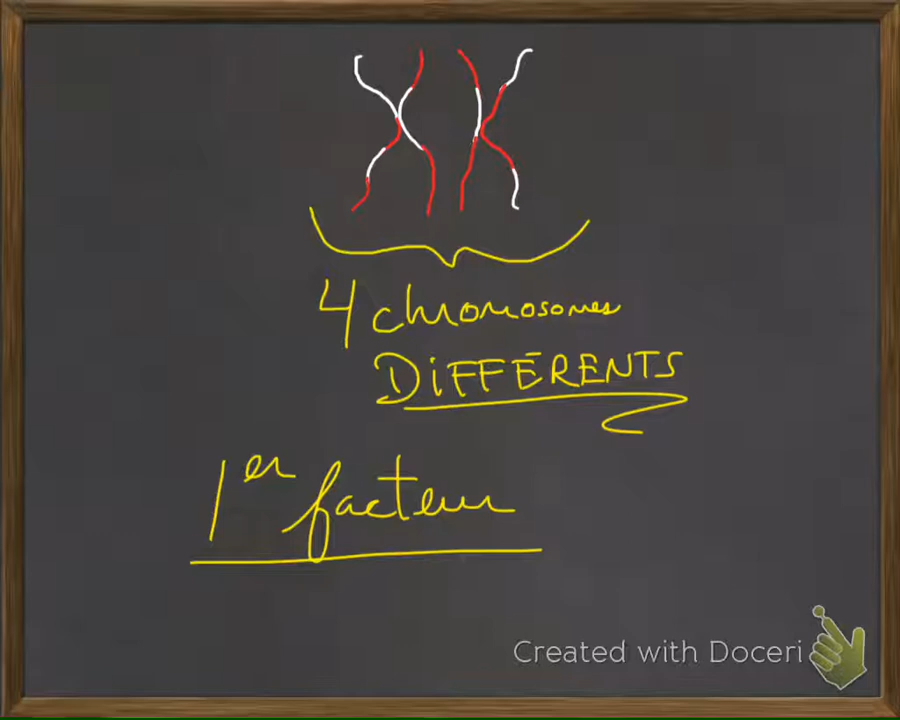 4 chromosomes
DiFFÉRENTS
1er facteur
Created with Doceri